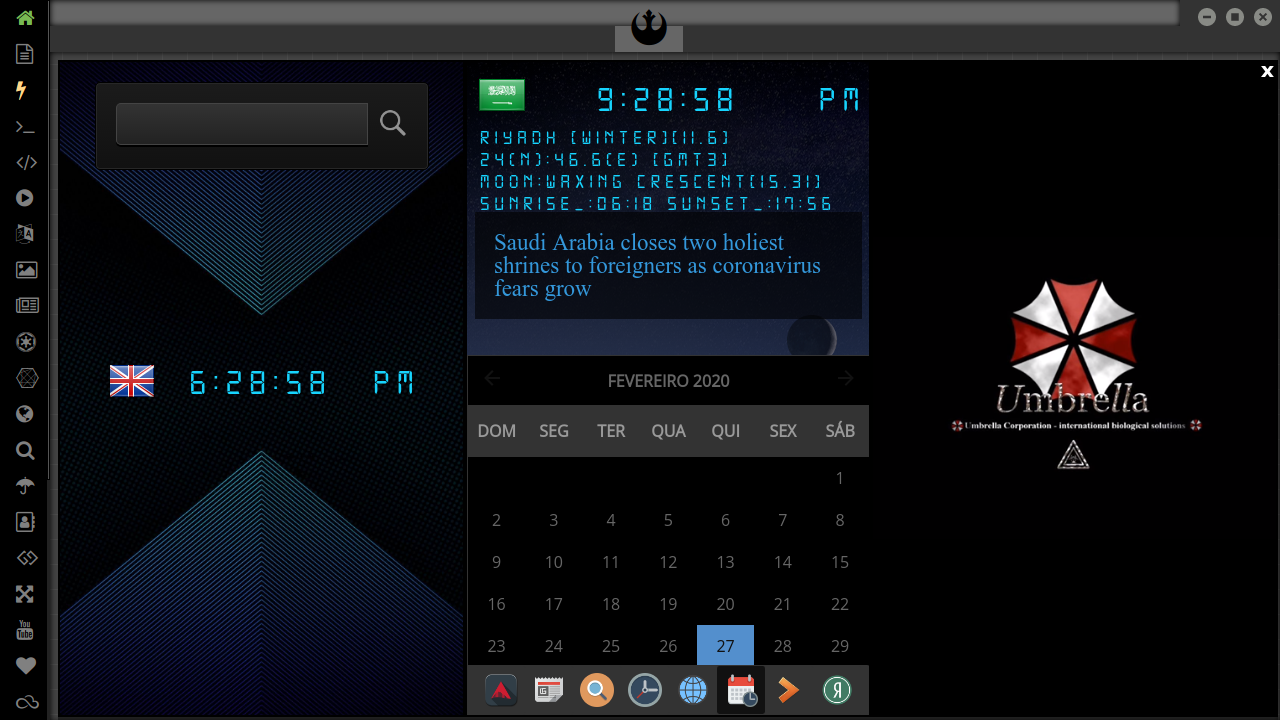 x
9:28:58 PM
RIYADH (WINTER)(11.6)
24(N):46.6(E) (GMT3)
MOON:WAXING CRESCENT(15.31)
SUNRISE_:06:18 SUNSET_:17:56
Saudi Arabia closes two holiest
shrines to foreigners as coronavirus
fears grow
6:28:58 PM
FEVEREIRO 2020
DOM SEG TER QUA QUI SEX SÁB
1
2 3 4 5 6 7 8
9 10 11 12 13 14 15
16 17 18 19 20 21 22
23 24 25 26 27 28 29
Umbrella
Umbrella Corporation - international biological solutions
You
Tube
Я